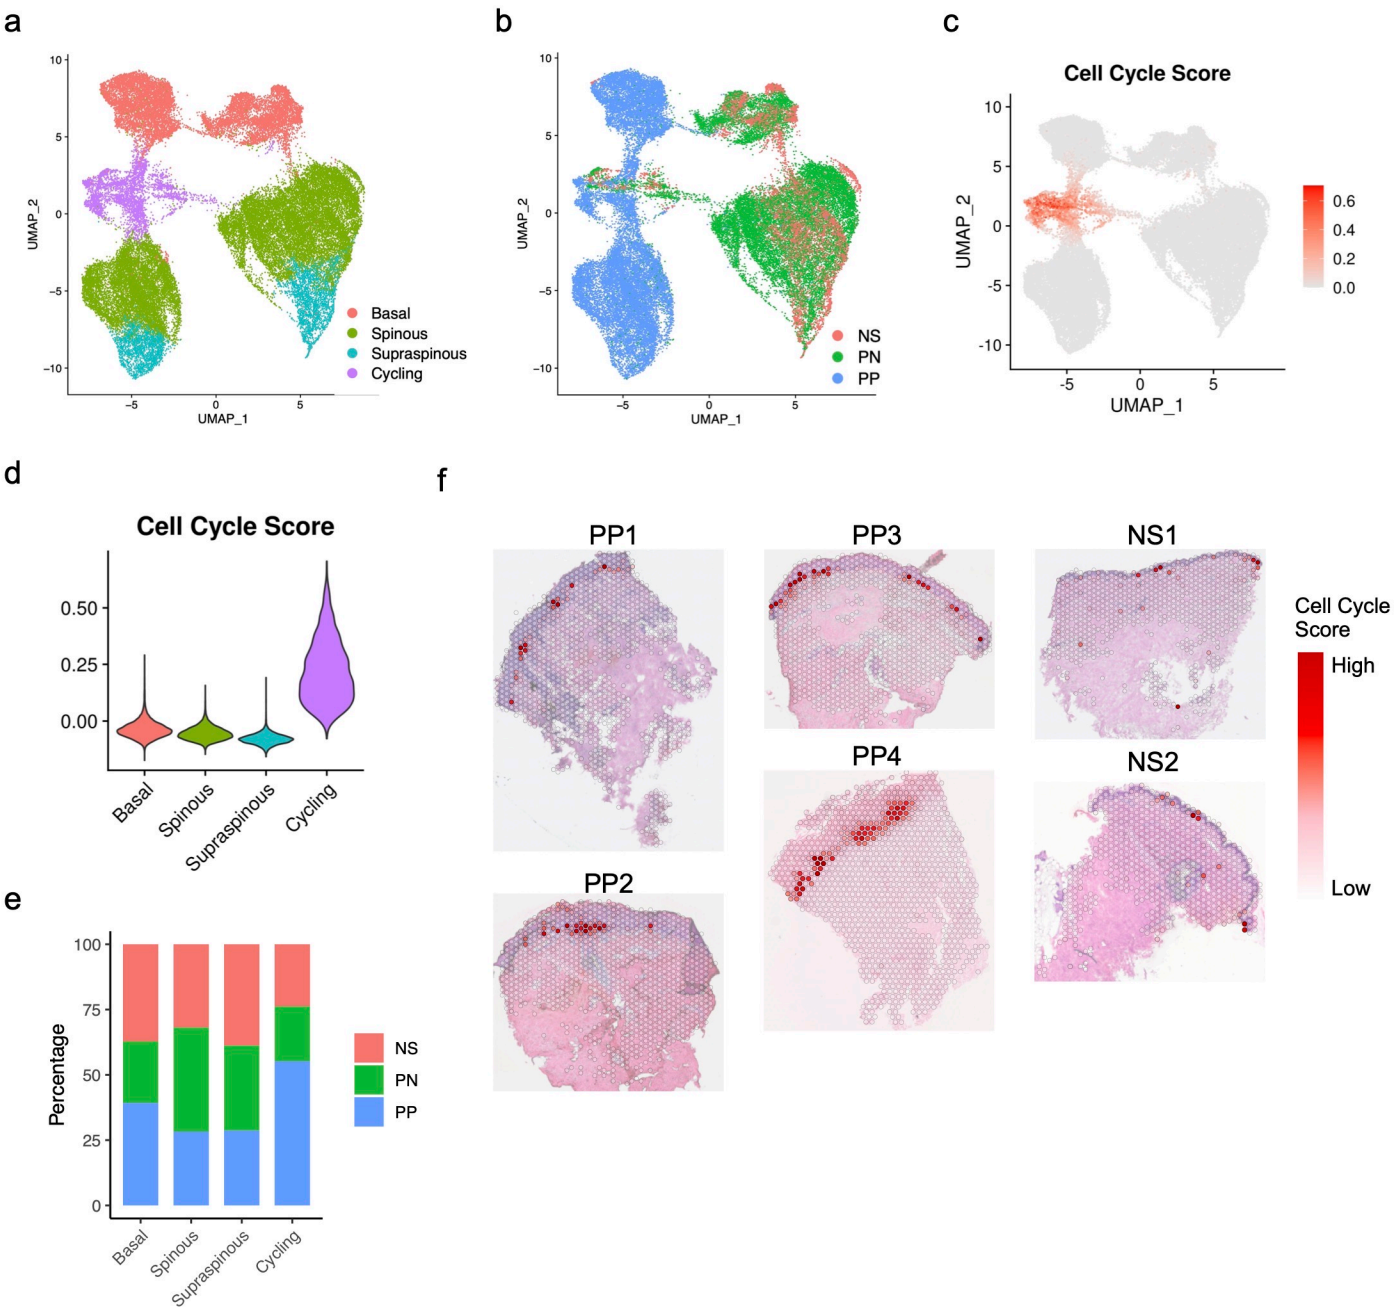 a
10
5
0
−5
−10
UMAP_2
−5
0
5
UMAP_1
Basal
Spinous
Supraspinous
Cycling
b
10
5
0
−5
−10
UMAP_2
−5
0
5
UMAP_1
NS
PN
PP
c
Cell Cycle Score
10
5
0
-5
-10
UMAP_2
-5
0
5
UMAP_1
0.6
0.4
0.2
0.0
d
Cell Cycle Score
0.50
0.25
0.00
Basal
Spinous
Supraspinous
Cycling
e
100
75
50
25
0
Percentage
Basal
Spinous
Supraspinous
Cycling
NS
PN
PP
f
PP1
PP3
NS1
PP4
NS2
PP2
Cell Cycle
Score
High
Low